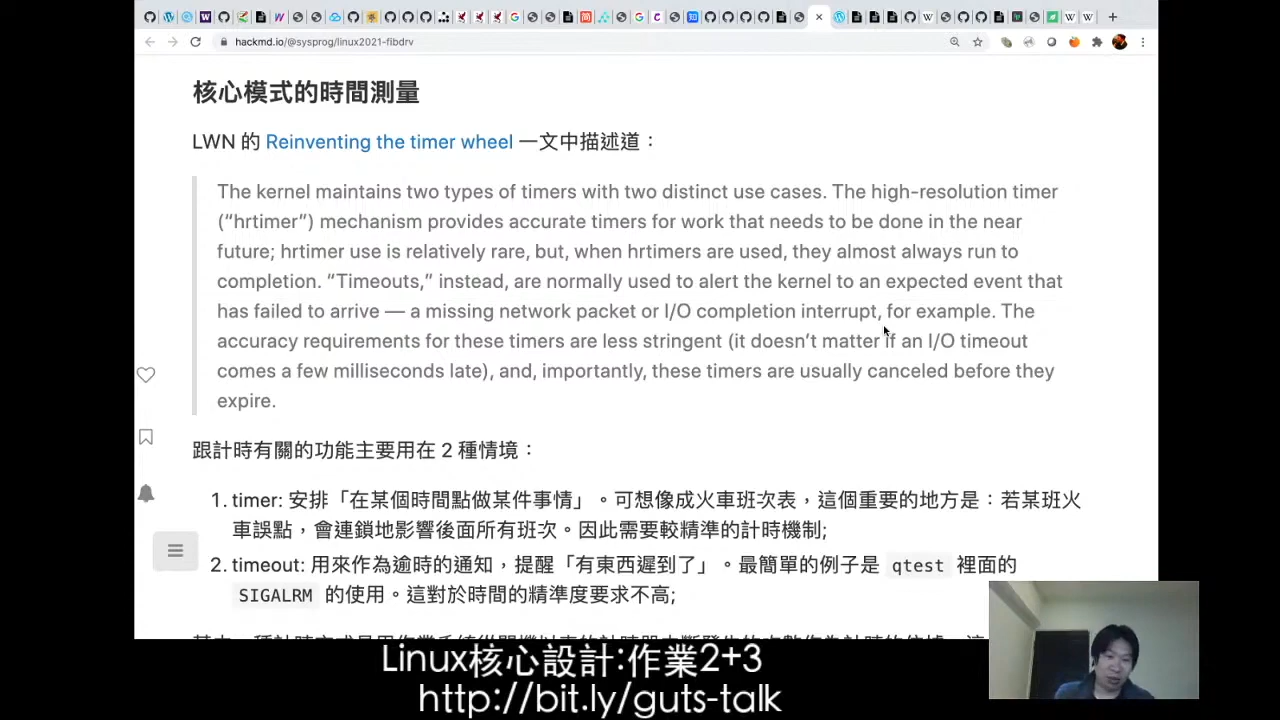 hackmd.io/@sysprog/linux2021-fibdrv
核心模式的時間測量
LWN 的 Reinventing the timer wheel 一文中描述道：
The kernel maintains two types of timers with two distinct use cases. The high-resolution timer
(“hrtimer”) mechanism provides accurate timers for work that needs to be done in the near
future; hrtimer use is relatively rare, but, when hrtimers are used, they almost always run to
completion. “Timeouts,” instead, are normally used to alert the kernel to an expected event that
has failed to arrive — a missing network packet or I/O completion interrupt, for example. The
accuracy requirements for these timers are less stringent (it doesn’t matter if an I/O timeout
comes a few milliseconds late), and, importantly, these timers are usually canceled before they
expire.
跟計時有關的功能主要用在 2 種情境：
1. timer: 安排「在某個時間點做某件事情」。可想像成火車班次表，這個重要的地方是：若某班火
車誤點，會連鎖地影響後面所有班次。因此需要較精準的計時機制;
2. timeout: 用來作為逾時的通知，提醒「有東西遲到了」。最簡單的例子是 qtest 裡面的
SIGALRM 的使用。這對於時間的精準度要求不高;
Linux核心設計:作業2+3
http://bit.ly/guts-talk